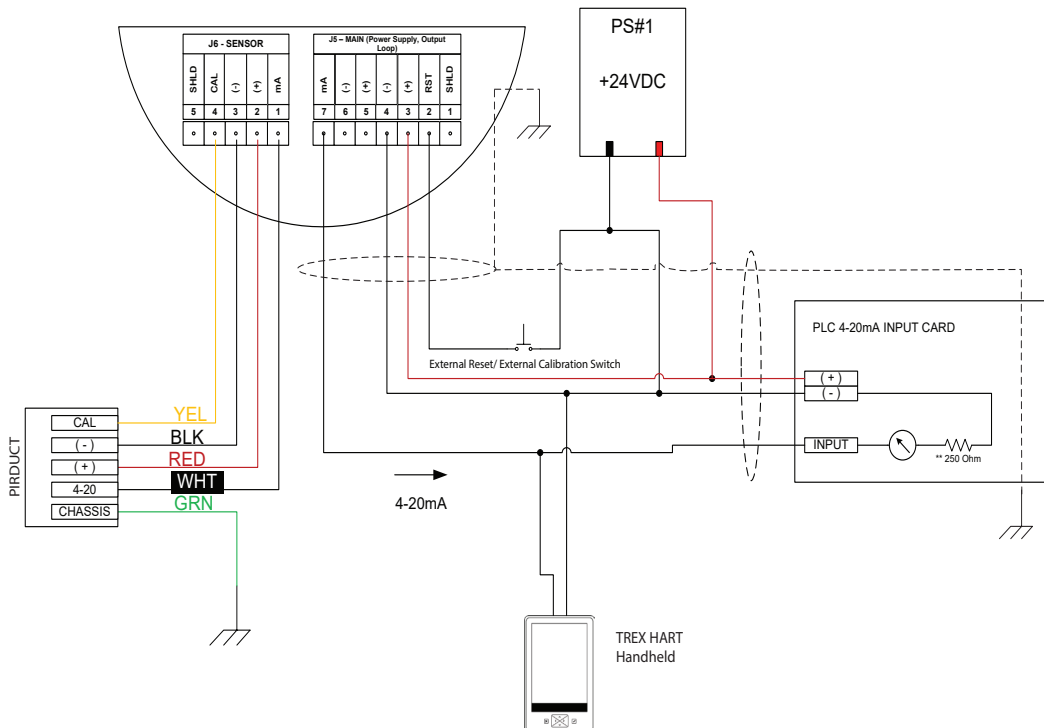 PS#1
+24VDC
J6 - SENSOR
SHLD
CAL
(-)
(+)
mA
5
4
3
2
1
J5 – MAIN (Power Supply, Output
Loop)
mA
(-)
(+)
(-)
(+)
RST
SHLD
7
6
5
4
3
2
1
PLC 4-20mA INPUT CARD
(+)
(-)
INPUT
** 250 Ohm
External Reset/ External Calibration Switch
PIRDUCT
CAL
(-)
(+)
4-20
CHASSIS
YEL
BLK
RED
WHT
GRN
4-20mA
TREX HART
Handheld